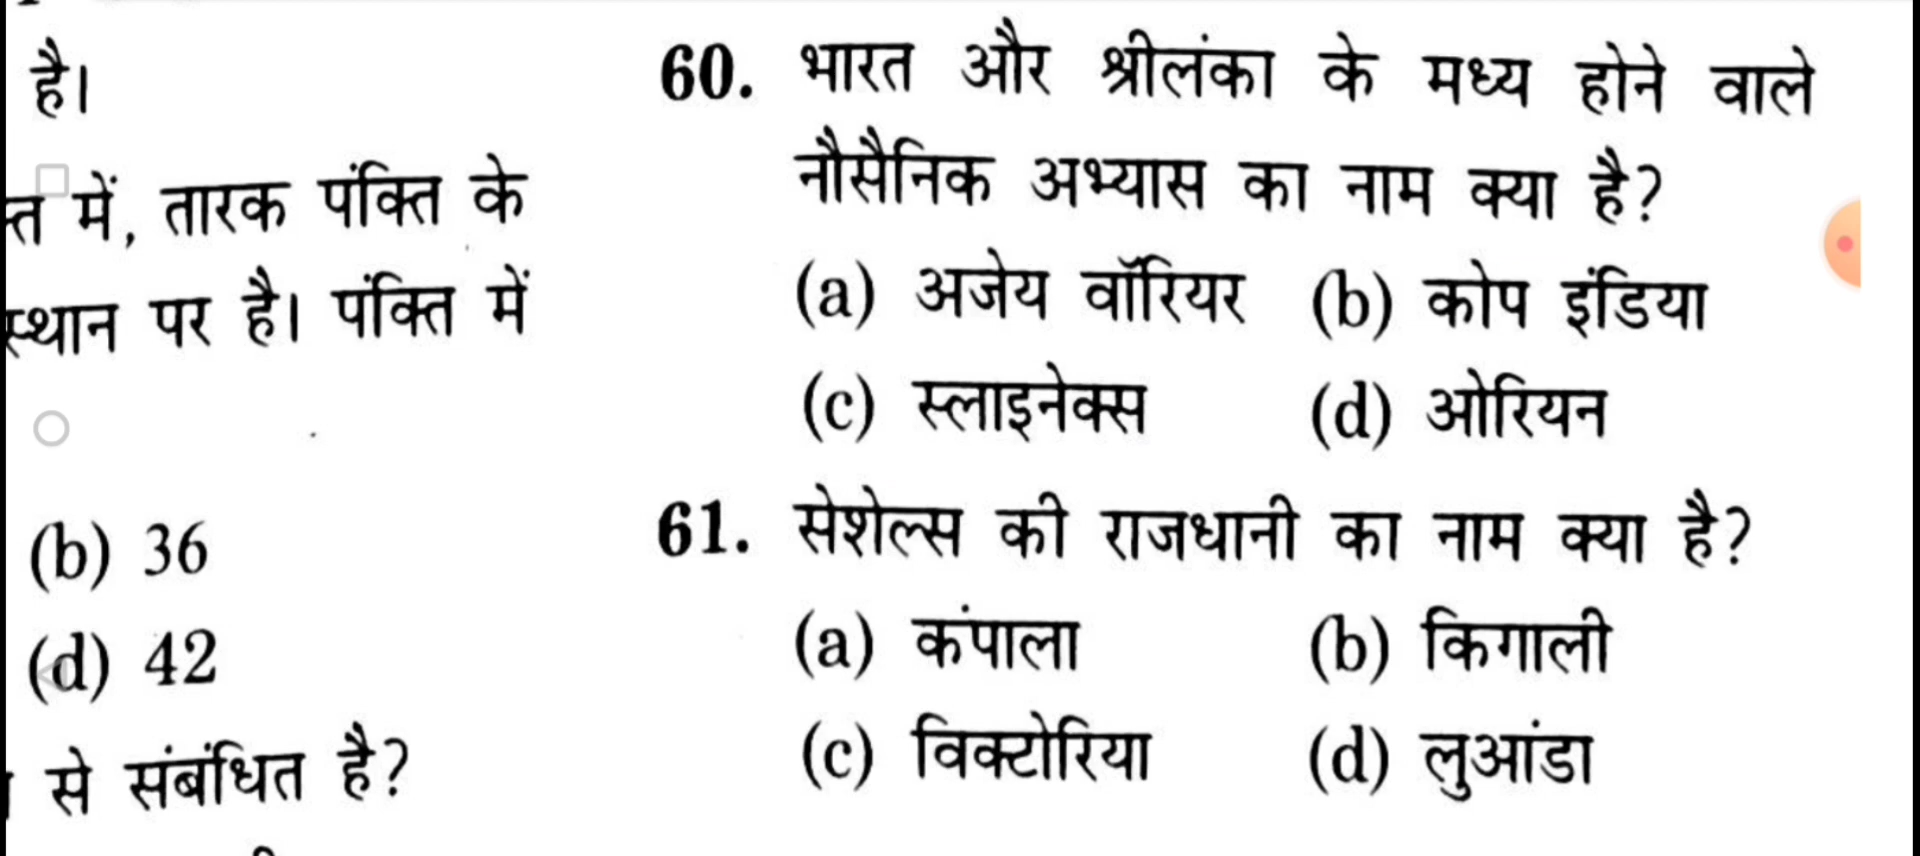 है।
त में, तारक पंक्ति के
स्थान पर है। पंक्ति में
(b) 36
(d) 42
से संबंधित है?
60. भारत और श्रीलंका के मध्य होने वाले
नौसैनिक अभ्यास का नाम क्या है?
(a) अजेय वॉरियर (b) कोप इंडिया
(c) स्लाइनेक्स (d) ओरियन
61. सेशेल्स की राजधानी का नाम क्या है?
(a) कंपाला (b) किगाली
(c) विक्टोरिया (d) लुआंडा